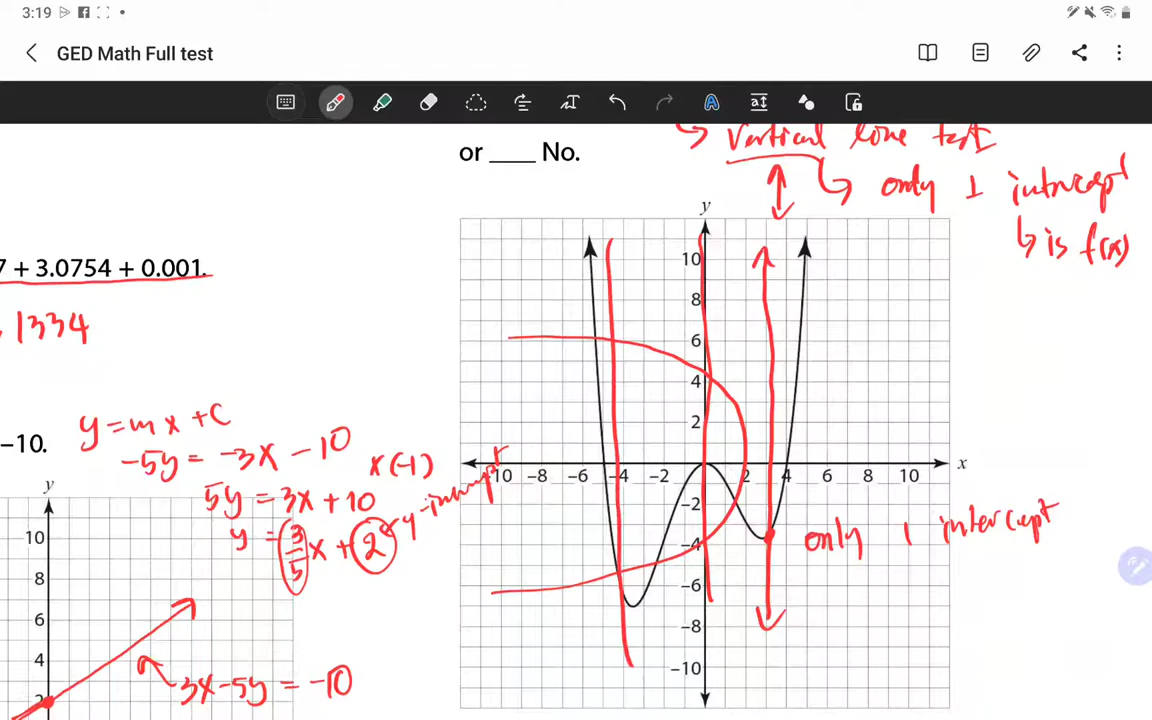 3:19
GED Math Full test
or ____ No.
Vertical line test
only 1 intercept
is f(x)
7 + 3.0754 + 0.001.
.1334
-10.
y = mx + c
-5y = -3x - 10
x(-1)
5y = 3x + 10
y = 3/5 x + 2
y-intercept
3x-5y = -10
only 1 intercept
y
10
8
6
4
2
y
10
8
6
4
2
-10 -8 -6 -4 -2 0 2 4 6 8 10 x
-2
-4
-6
-8
-10